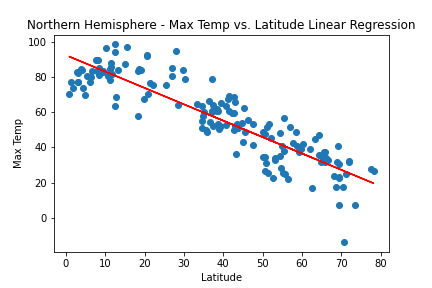 Northern Hemisphere - Max Temp vs. Latitude Linear Regression
100
80
60
40
20
0
Max Temp
0 10 20 30 40 50 60 70 80
Latitude